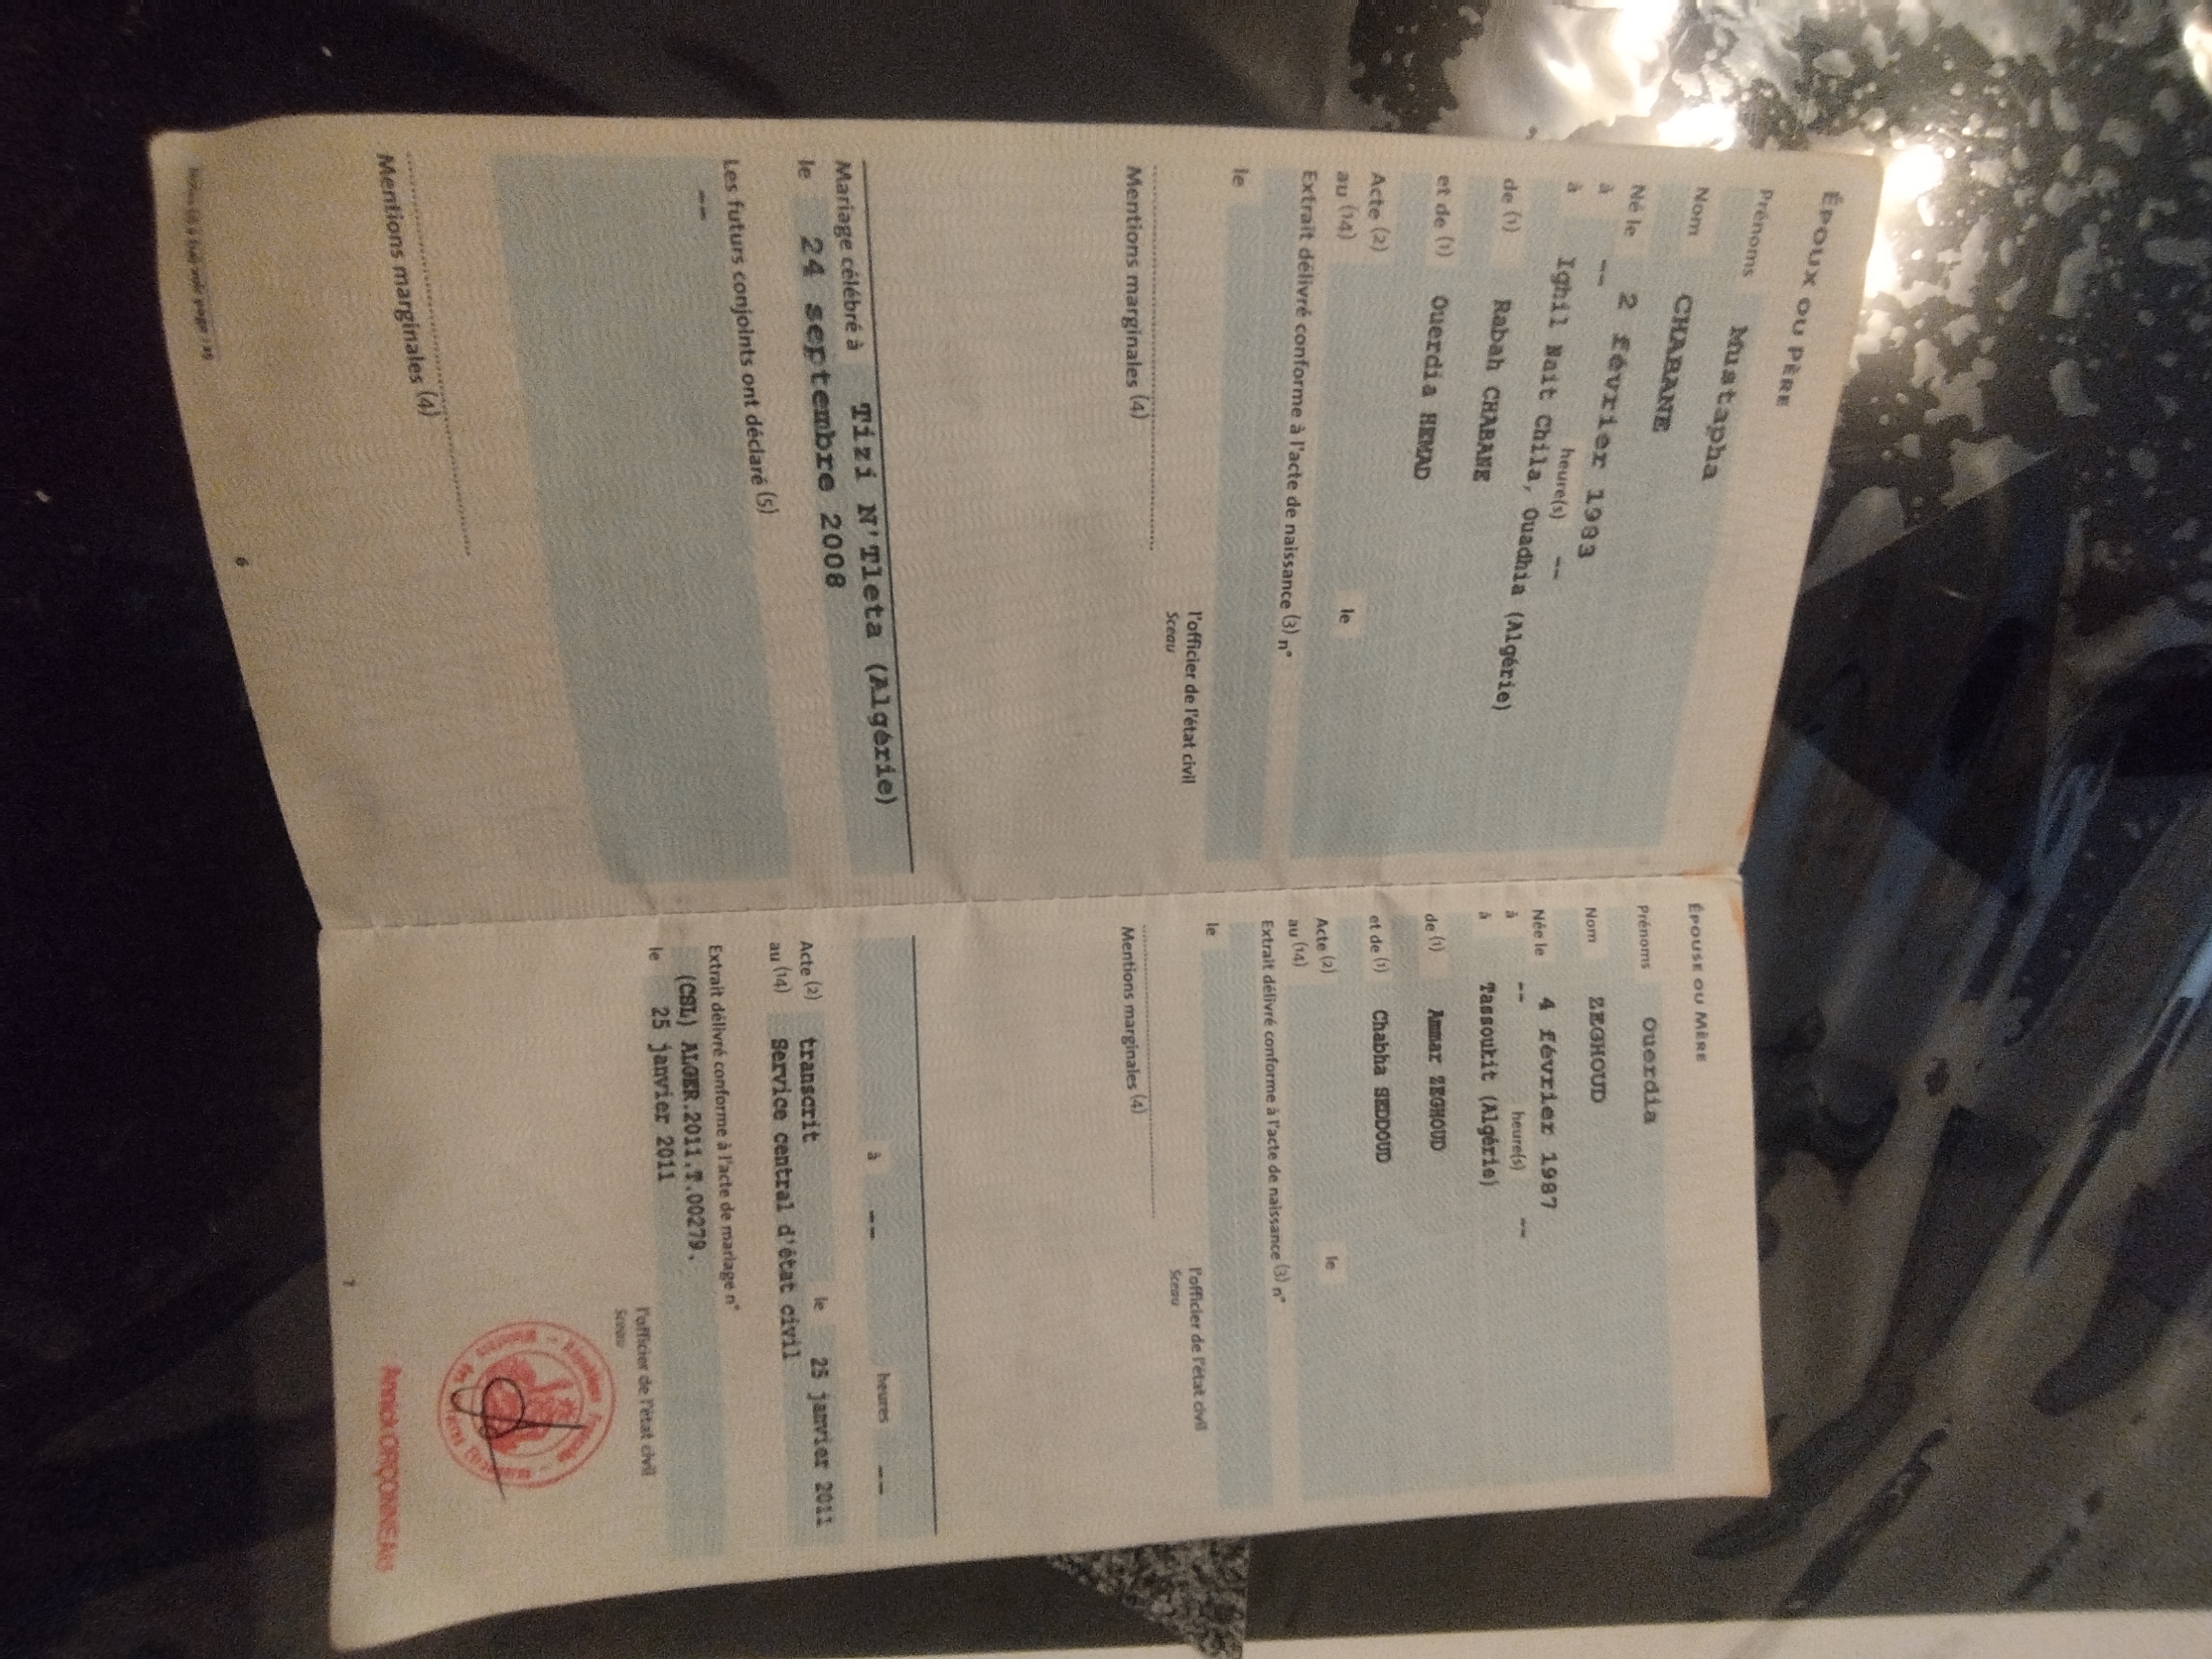 ÉPOUX OU PÈRE
Prénoms Mustapha
Nom CHABANE
Né le 2 février 1983
à -- heure(s) --
à Ighil Nait Chila, Ouadhia (Algérie)
de (1) Rabah CHABANE
et de (1) Ouerdia HEMAD
Acte (2) le
au (14)
Extrait délivré conforme à l'acte de naissance (3) n°
le
l'officier de l'état civil
Sceau
Mentions marginales (4)
Mariage célébré à Tizi N'Tleta (Algérie)
le 24 septembre 2008
Les futurs conjoints ont déclaré (5)
--
Mentions marginales (4)
voir page
6
ÉPOUSE OU MÈRE
Prénoms Ouerdia
Nom ZEGHOUD
Née le 4 février 1987
à -- heure(s) --
à Tassoukit (Algérie)
de (1) Ammar ZEGHOUD
et de (1) Chabha SEDDOUD
Acte (2) le
au (14)
Extrait délivré conforme à l'acte de naissance (3) n°
le
l'officier de l'état civil
Sceau
Mentions marginales (4)
à -- heures --
Acte (2) transcrit le 25 janvier 2011
au (14) Service central d'état civil
Extrait délivré conforme à l'acte de mariage n°
(CSL) ALGER.2011.T.00279.
le 25 janvier 2011
l'officier de l'état civil
Sceau
7